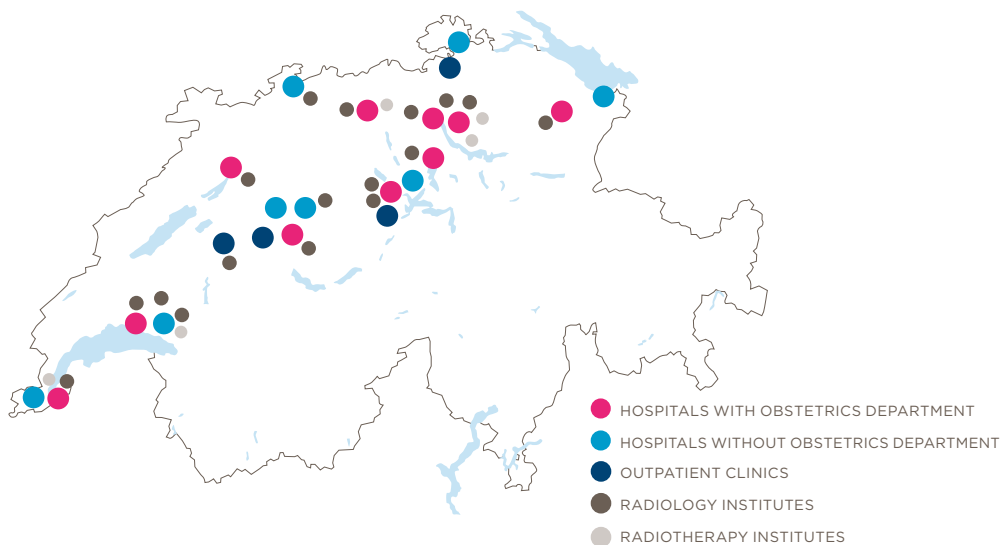 HOSPITALS WITH OBSTETRICS DEPARTMENT
HOSPITALS WITHOUT OBSTETRICS DEPARTMENT
OUTPATIENT CLINICS
RADIOLOGY INSTITUTES
RADIOTHERAPY INSTITUTES